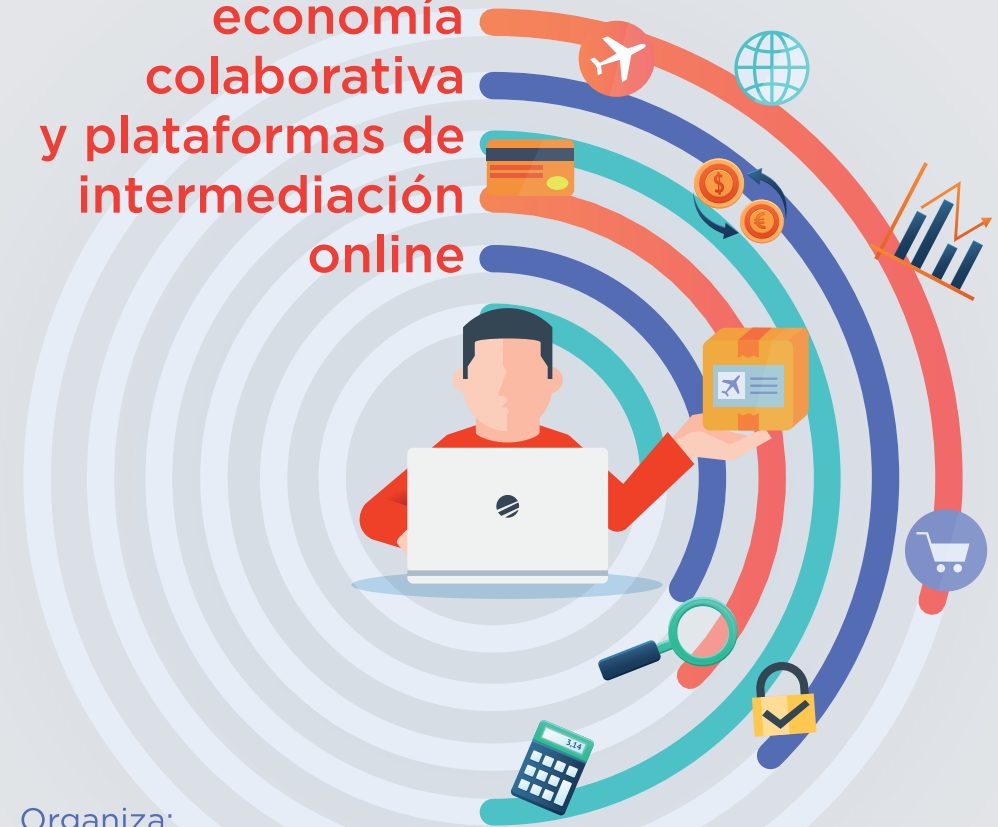 economía
colaborativa
y plataformas de
intermediación
online
$
€
3,14
Organiza: